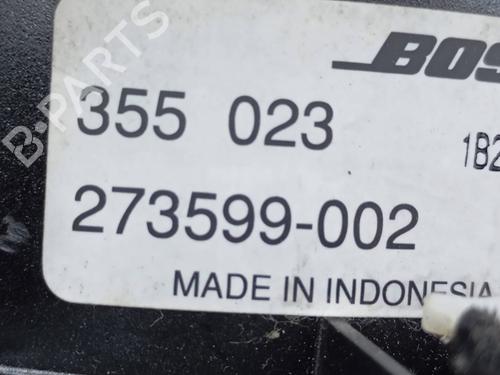 BOS
355 023
1B2
273599-002
MADE IN INDONESIA
B-PARTS